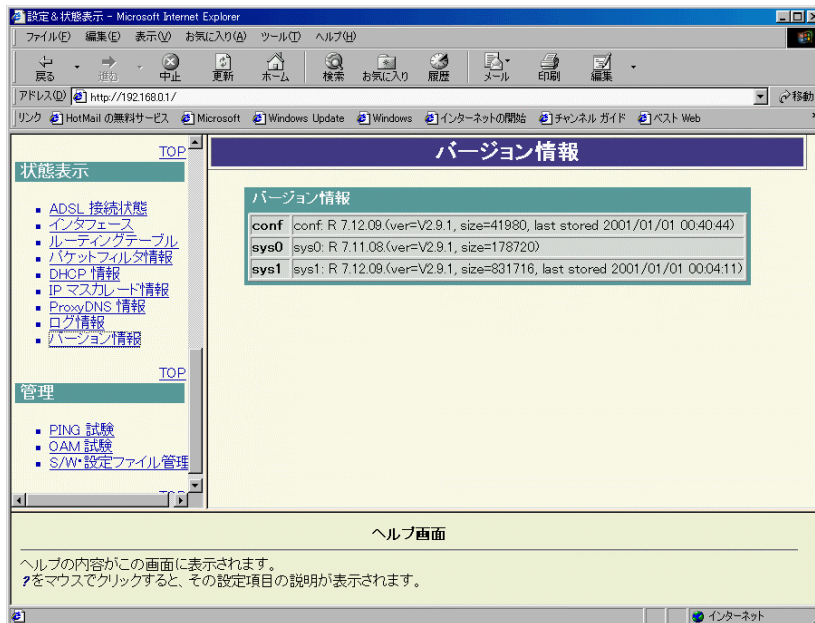 設定&状態表示 - Microsoft Internet Explorer
ファイル(F) 編集(E) 表示(V) お気に入り(A) ツール(T) ヘルプ(H)
戻る 進む 中止 更新 ホーム 検索 お気に入り 履歴 メール 印刷 編集
アドレス(D) http://192.168.0.1/ 移動
リンク HotMail の無料サービス Microsoft Windows Update Windows インターネットの開始 チャンネル ガイド ベスト Web
TOP
状態表示
ADSL 接続状態
インタフェース
ルーティングテーブル
パケットフィルタ情報
DHCP 情報
IP マスカレード情報
ProxyDNS 情報
ログ情報
バージョン情報
TOP
管理
PING 試験
OAM 試験
S/W・設定ファイル管理
TOP
バージョン情報
バージョン情報
conf conf: R 7.12.09.(ver=V2.9.1, size=41980, last stored 2001/01/01 00:40:44)
sys0 sys0: R 7.11.08.(ver=V2.9.1, size=178720)
sys1 sys1: R 7.12.09.(ver=V2.9.1, size=831716, last stored 2001/01/01 00:04:11)
ヘルプ画面
ヘルプの内容がこの画面に表示されます。
?をマウスでクリックすると、その設定項目の説明が表示されます。
インターネット